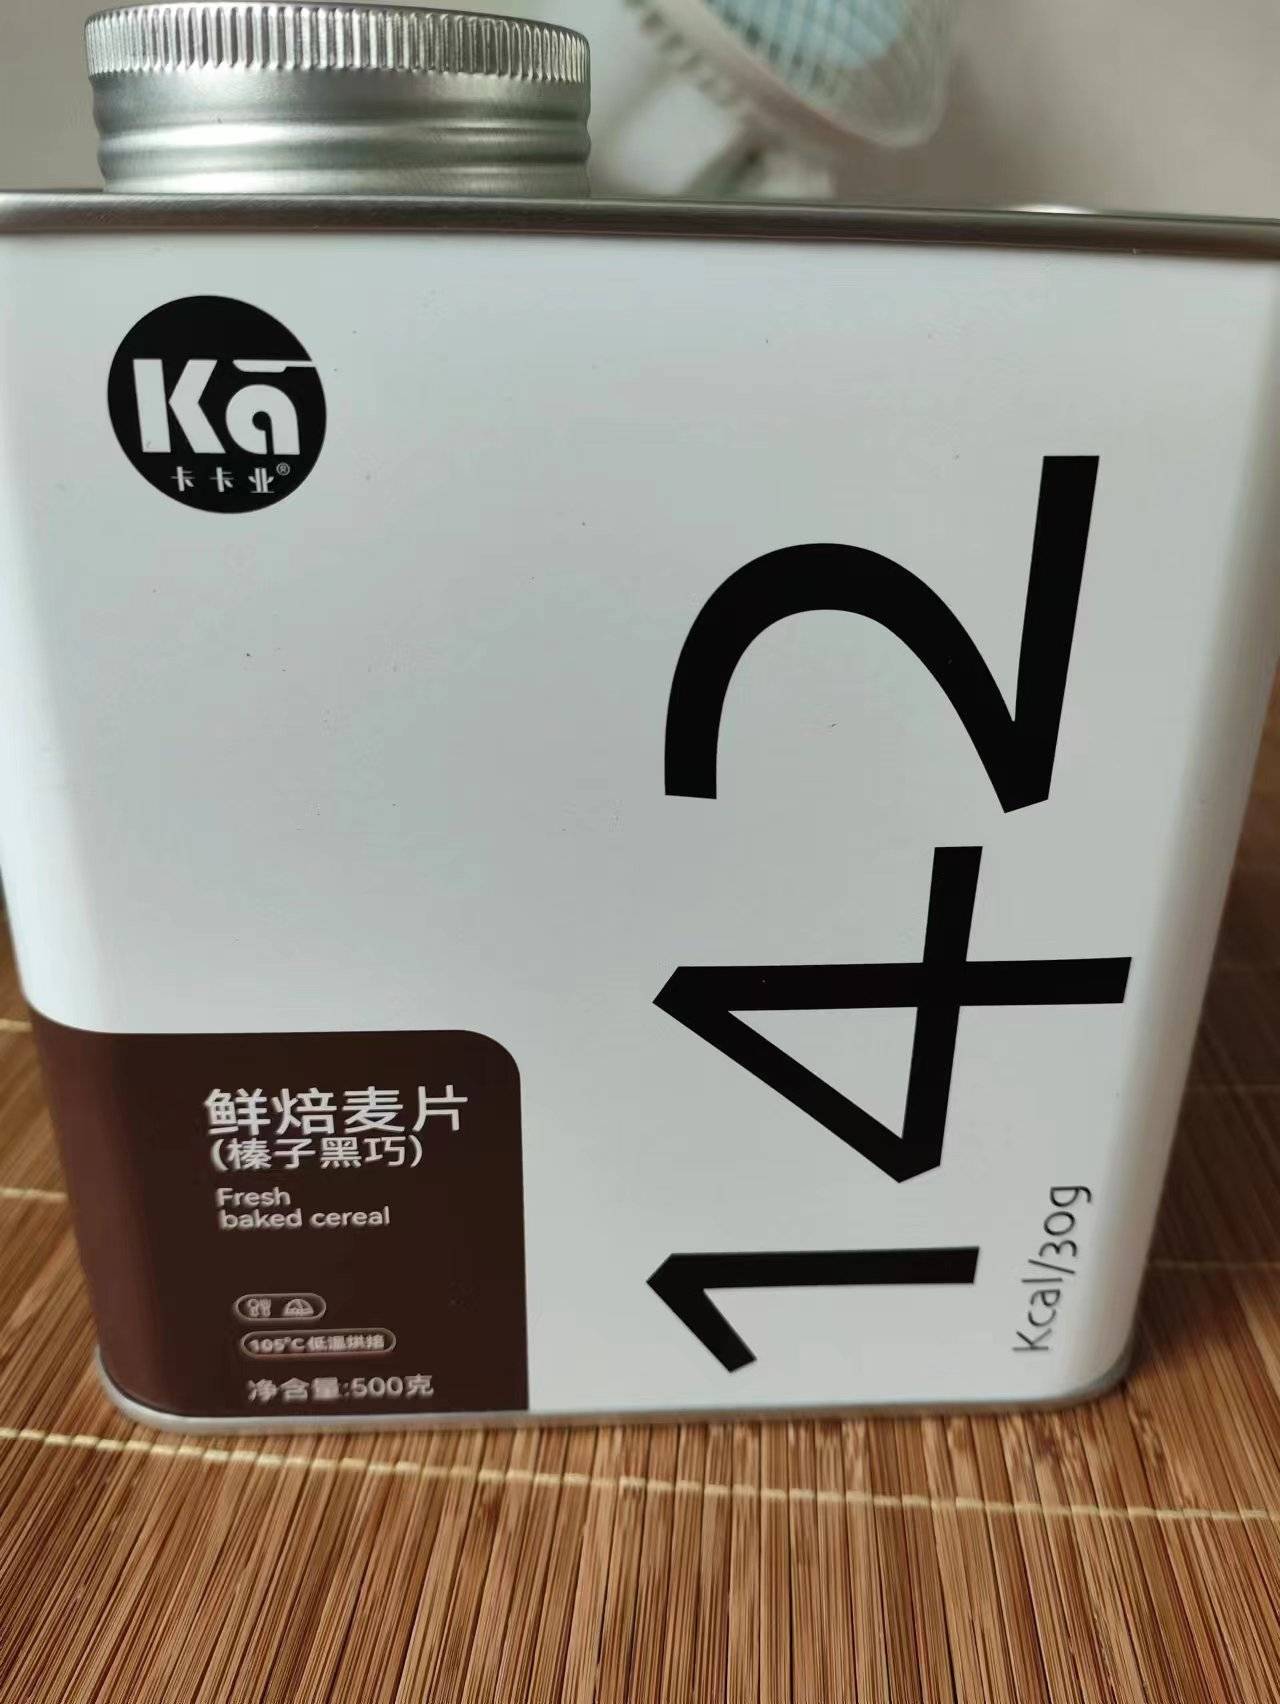 Kā
卡卡业®
142
Kcal/30g
鲜焙麦片
(榛子黑巧)
Fresh
baked cereal
105°C低温烘焙
净含量:500克